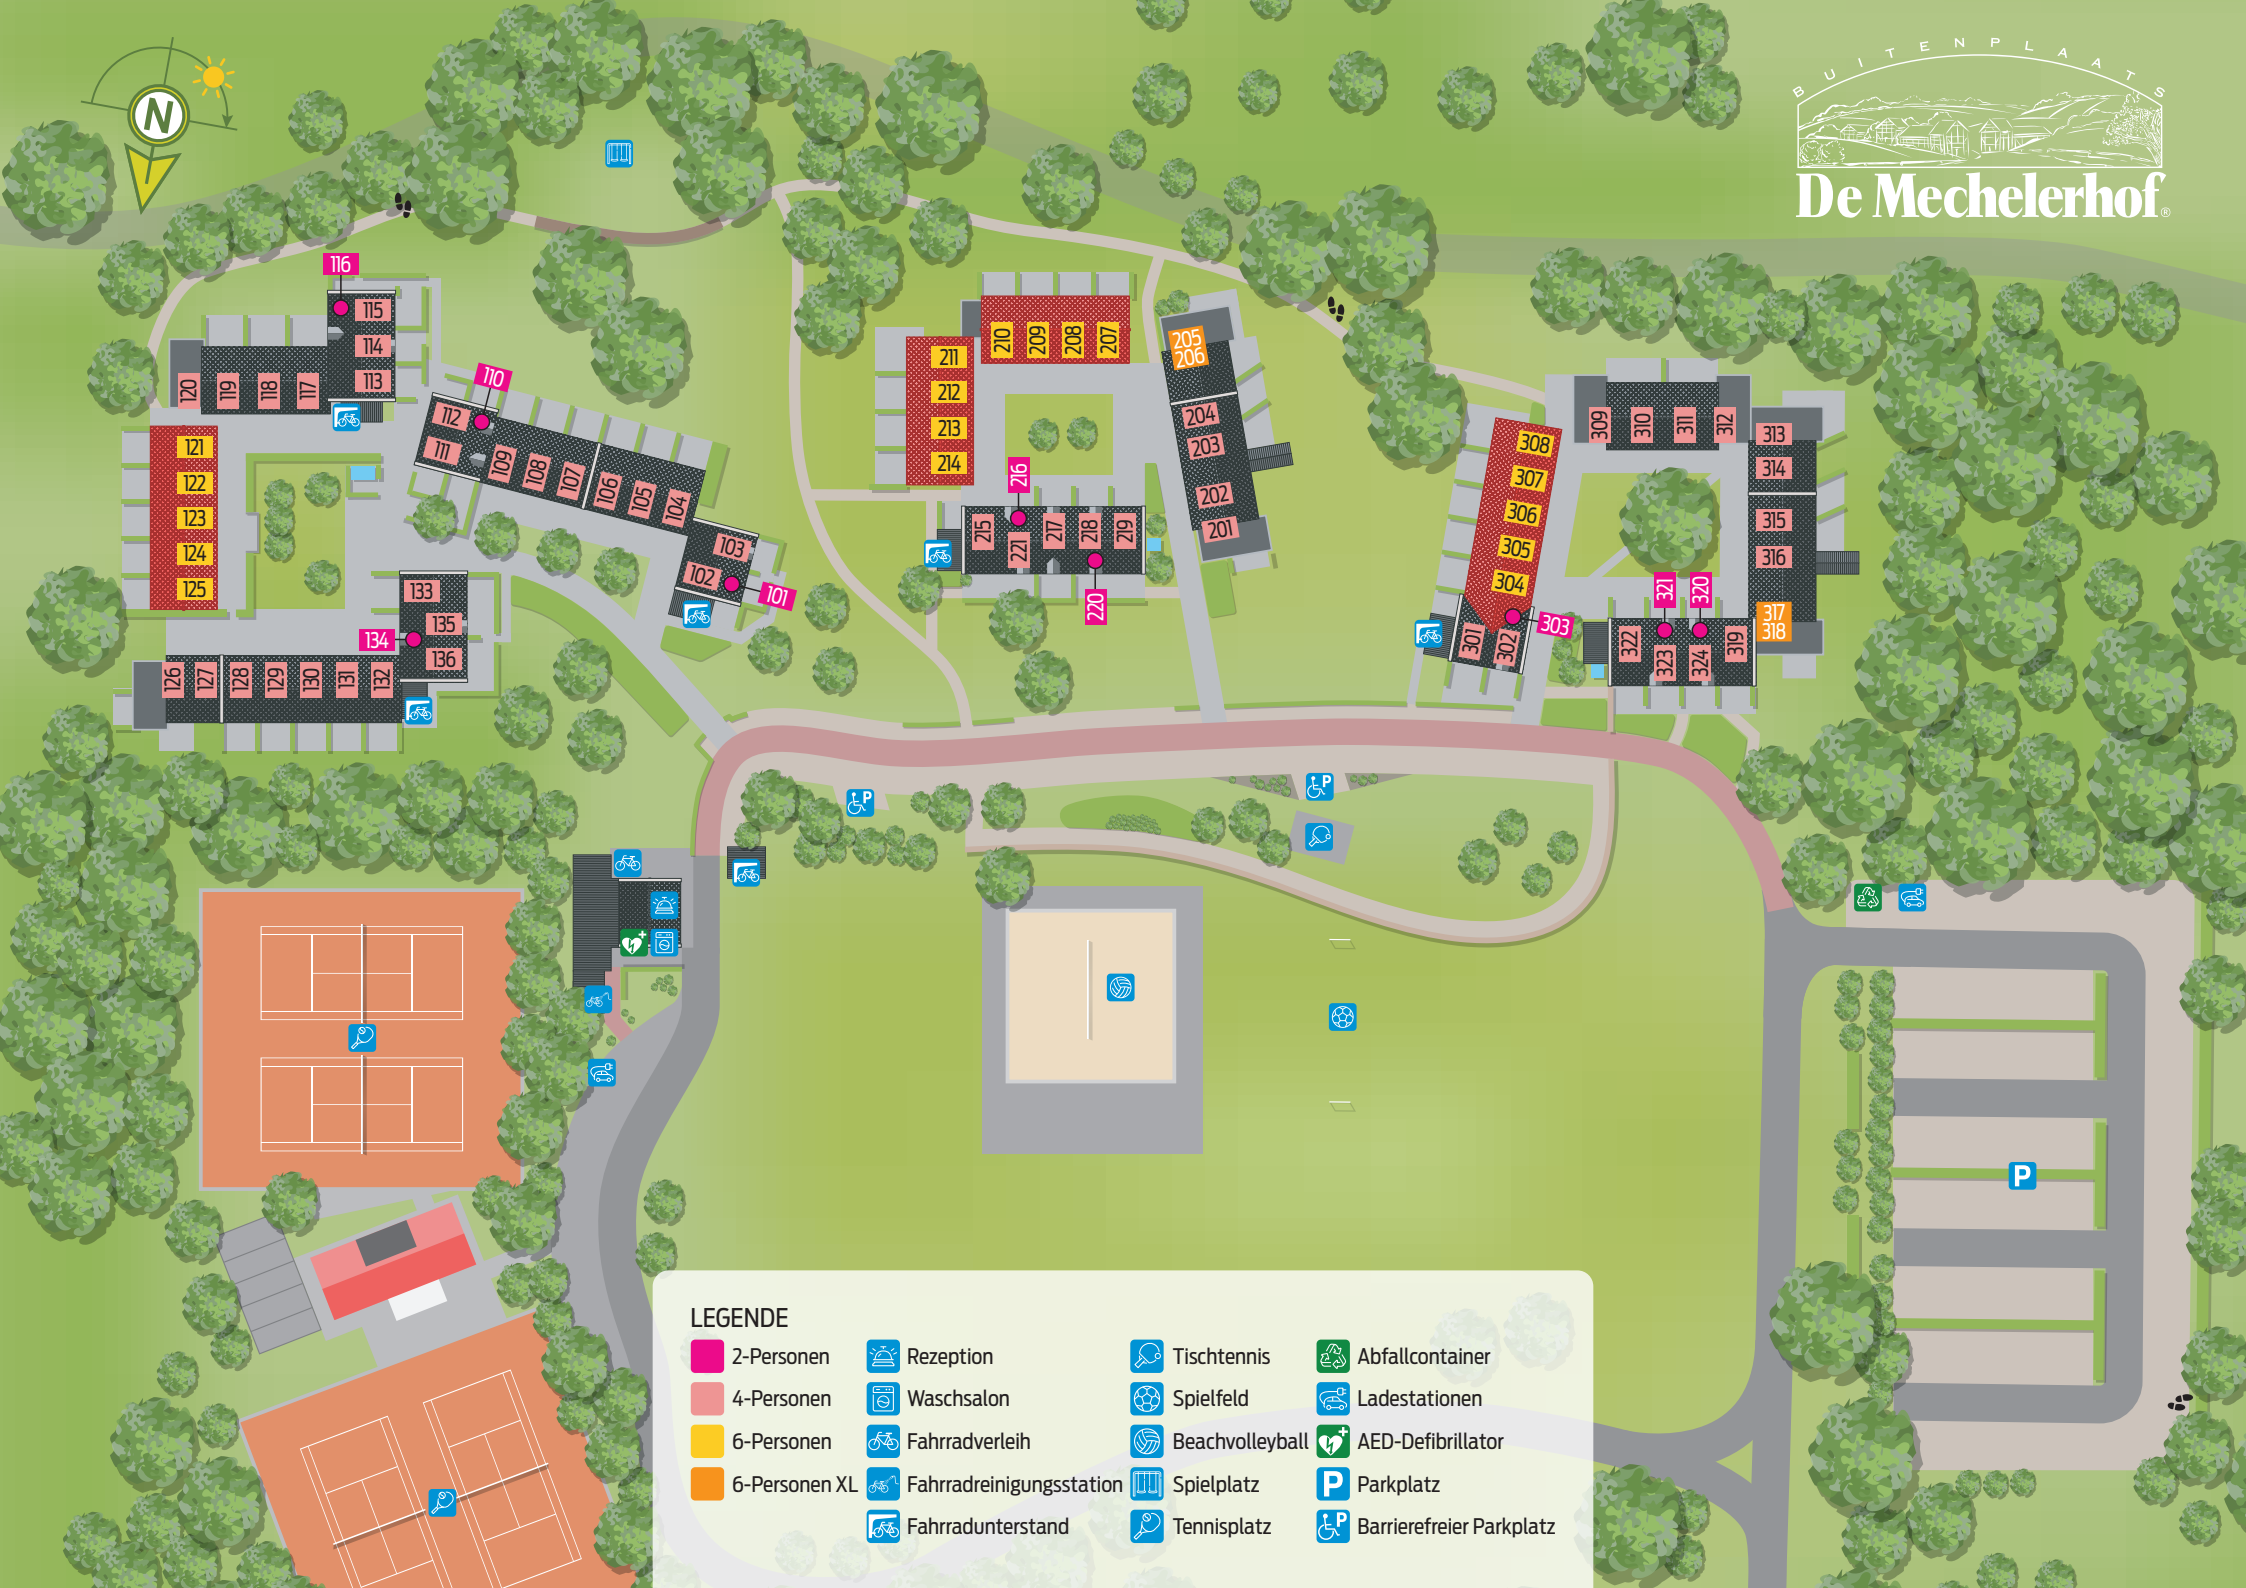 BUITENPLAATS
De Mechelerhof®
N
116
115
114
113
120 119 118 117
110
112
111
109 108 107 106 105 104
103
102
101
121
122
123
124
125
133
135
134
136
126 127 128 129 130 131 132
210 209 208 207
211
212
213
214
205
206
204
203
202
201
216
215 221 217 218 219
220
308
307
306
305
304
303
301 302
309 310 311 312
313
314
315
316
317
318
321 320
322 323 324 319
P
P
P
LEGENDE
2-Personen
4-Personen
6-Personen
6-Personen XL
Rezeption
Waschsalon
Fahrradverleih
Fahrradreinigungsstation
Fahrradunterstand
Tischtennis
Spielfeld
Beachvolleyball
Spielplatz
Tennisplatz
Abfallcontainer
Ladestationen
AED-Defibrillator
P Parkplatz
P Barrierefreier Parkplatz